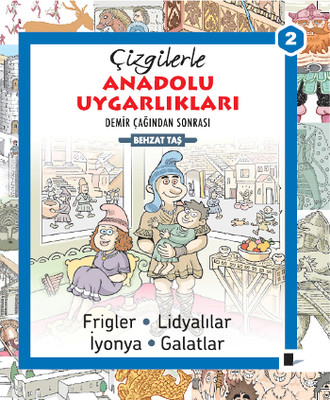 2
Çizgilerle
ANADOLU
UYGARLIKLARI
DEMİR ÇAĞINDAN SONRASI
BEHZAT TAŞ
Frigler • Lidyalılar
İyonya • Galatlar